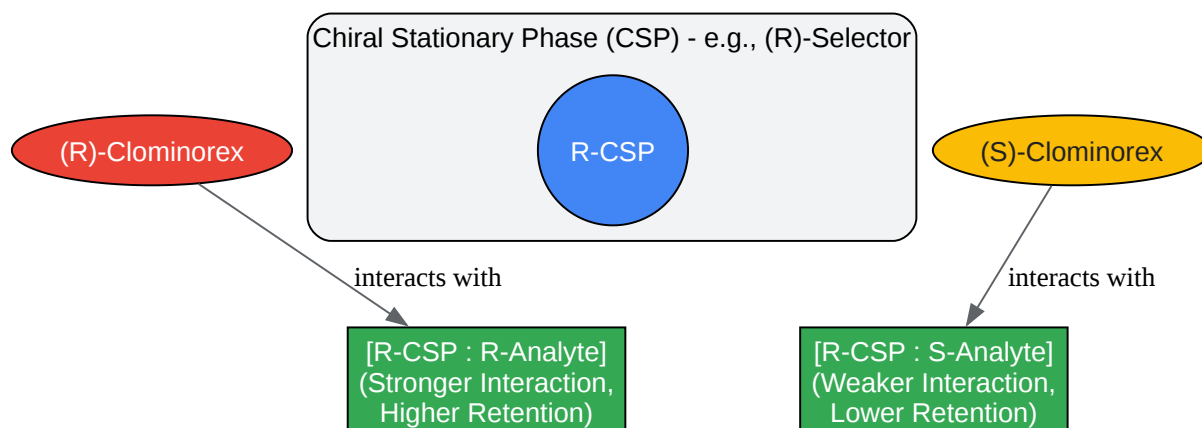 Chiral Stationary Phase (CSP) - e.g., (R)-Selector
(R)-Clominorex
R-CSP
(S)-Clominorex
interacts with
interacts with
[R-CSP : R-Analyte]
(Stronger Interaction,
Higher Retention)
[R-CSP : S-Analyte]
(Weaker Interaction,
Lower Retention)